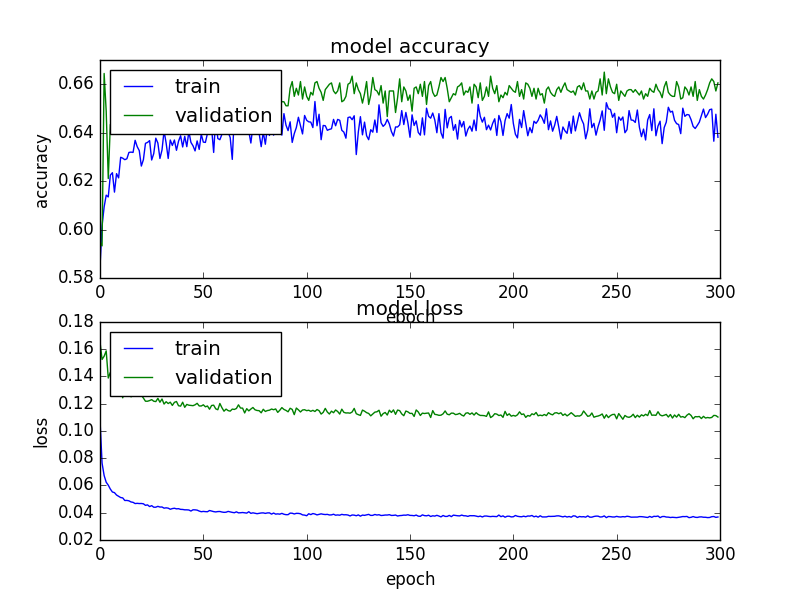 model accuracy
0.66
0.64
0.62
0.60
0.58
accuracy
train
validation
0 50 100 150 200 250 300
epoch
model loss
0.18
0.16
0.14
0.12
0.10
0.08
0.06
0.04
0.02
loss
train
validation
0 50 100 150 200 250 300
epoch